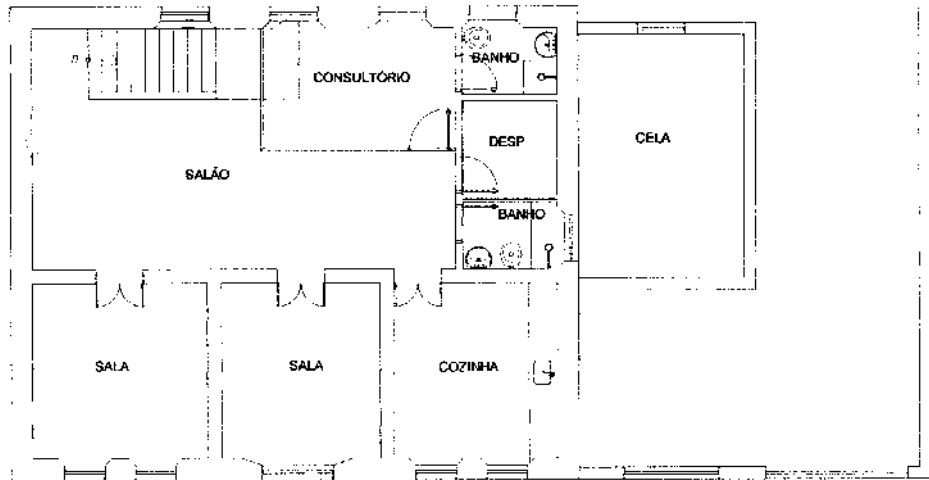 BANHO
CONSULTÓRIO
DESP
CELA
SALÃO
BANHO
SALA
SALA
COZINHA